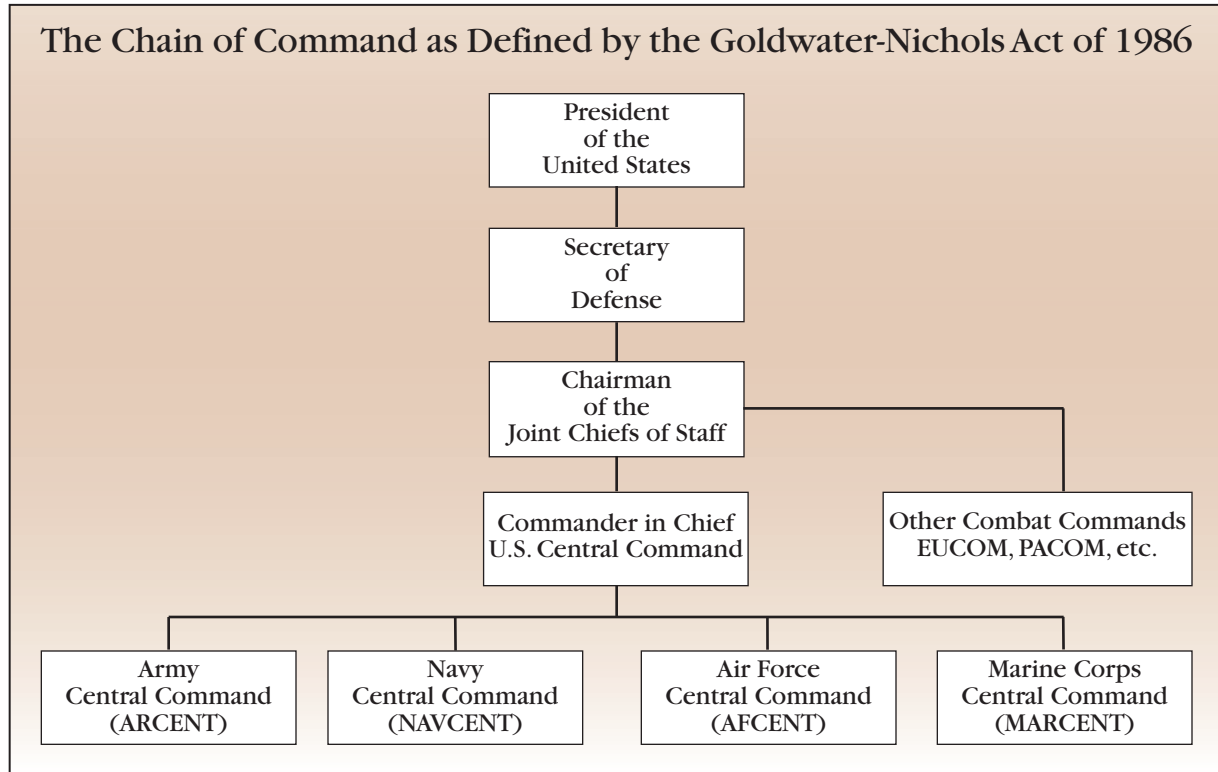 The Chain of Command as Defined by the Goldwater-Nichols Act of 1986
President
of the
United States
Secretary
of
Defense
Chairman
of the
Joint Chiefs of Staff
Commander in Chief
U.S. Central Command
Other Combat Commands
EUCOM, PACOM, etc.
Army
Central Command
(ARCENT)
Navy
Central Command
(NAVCENT)
Air Force
Central Command
(AFCENT)
Marine Corps
Central Command
(MARCENT)